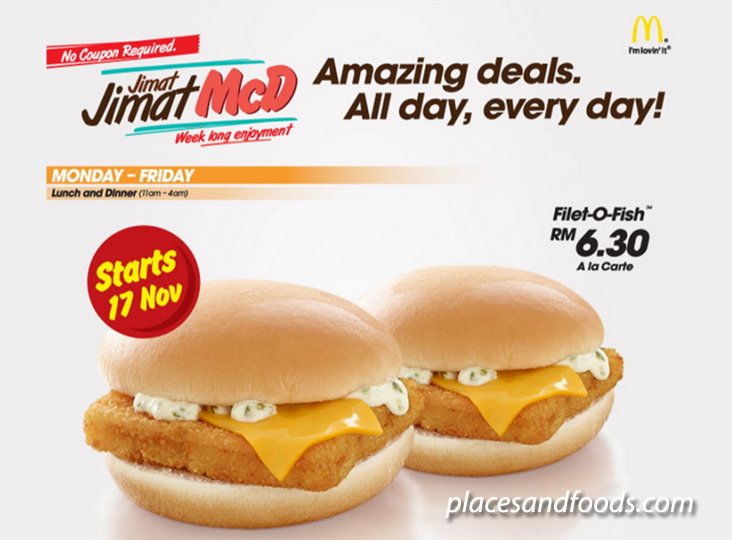 No Coupon Required.
Jimat
Jimat McD
Week long enjoyment
Amazing deals.
All day, every day!
M
i'm lovin' it®
MONDAY – FRIDAY
Lunch and Dinner (11am – 4am)
Filet-O-Fish™
RM 6.30
A la Carte
Starts
17 Nov
placesandfoods.com